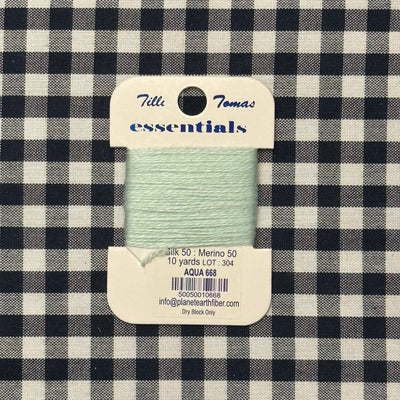 Tilli Tomas
essentials
Silk 50 : Merino 50
10 yards LOT : 304
AQUA 668
50050010668
info@planetearthfiber.com
Dry Block Only